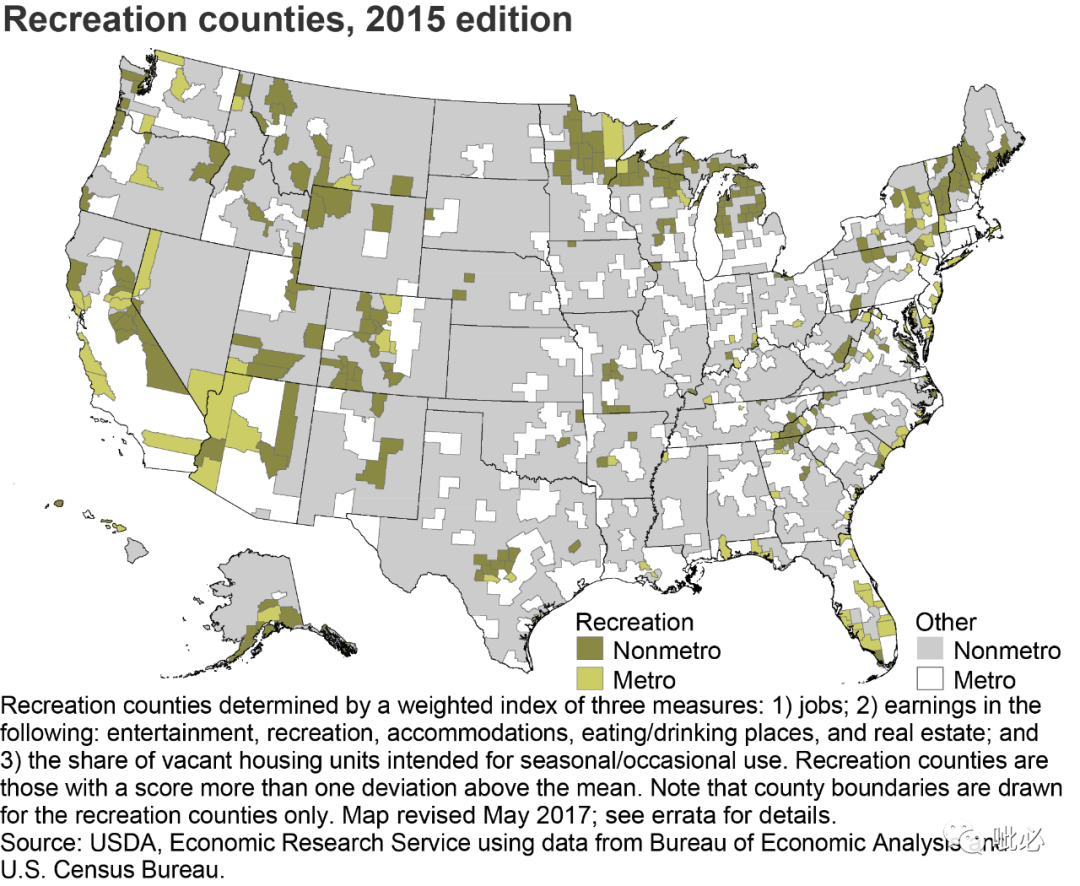 Recreation counties, 2015 edition
Recreation Other
Nonmetro Nonmetro
Metro Metro
Recreation counties determined by a weighted index of three measures: 1) jobs; 2) earnings in the
following: entertainment, recreation, accommodations, eating/drinking places, and real estate; and
3) the share of vacant housing units intended for seasonal/occasional use. Recreation counties are
those with a score more than one deviation above the mean. Note that county boundaries are drawn
for the recreation counties only. Map revised May 2017; see errata for details.
Source: USDA, Economic Research Service using data from Bureau of Economic Analysis and
U.S. Census Bureau.